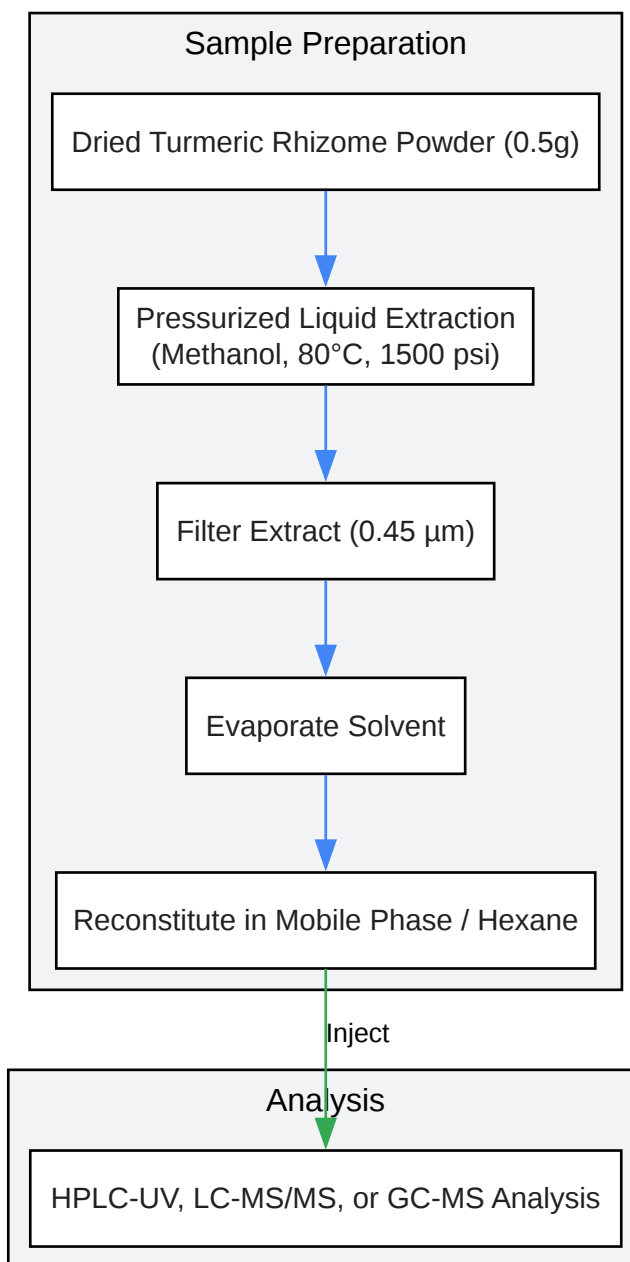 Sample Preparation
Dried Turmeric Rhizome Powder (0.5g)
Pressurized Liquid Extraction
(Methanol, 80°C, 1500 psi)
Filter Extract (0.45 µm)
Evaporate Solvent
Reconstitute in Mobile Phase / Hexane
Inject
Analysis
HPLC-UV, LC-MS/MS, or GC-MS Analysis